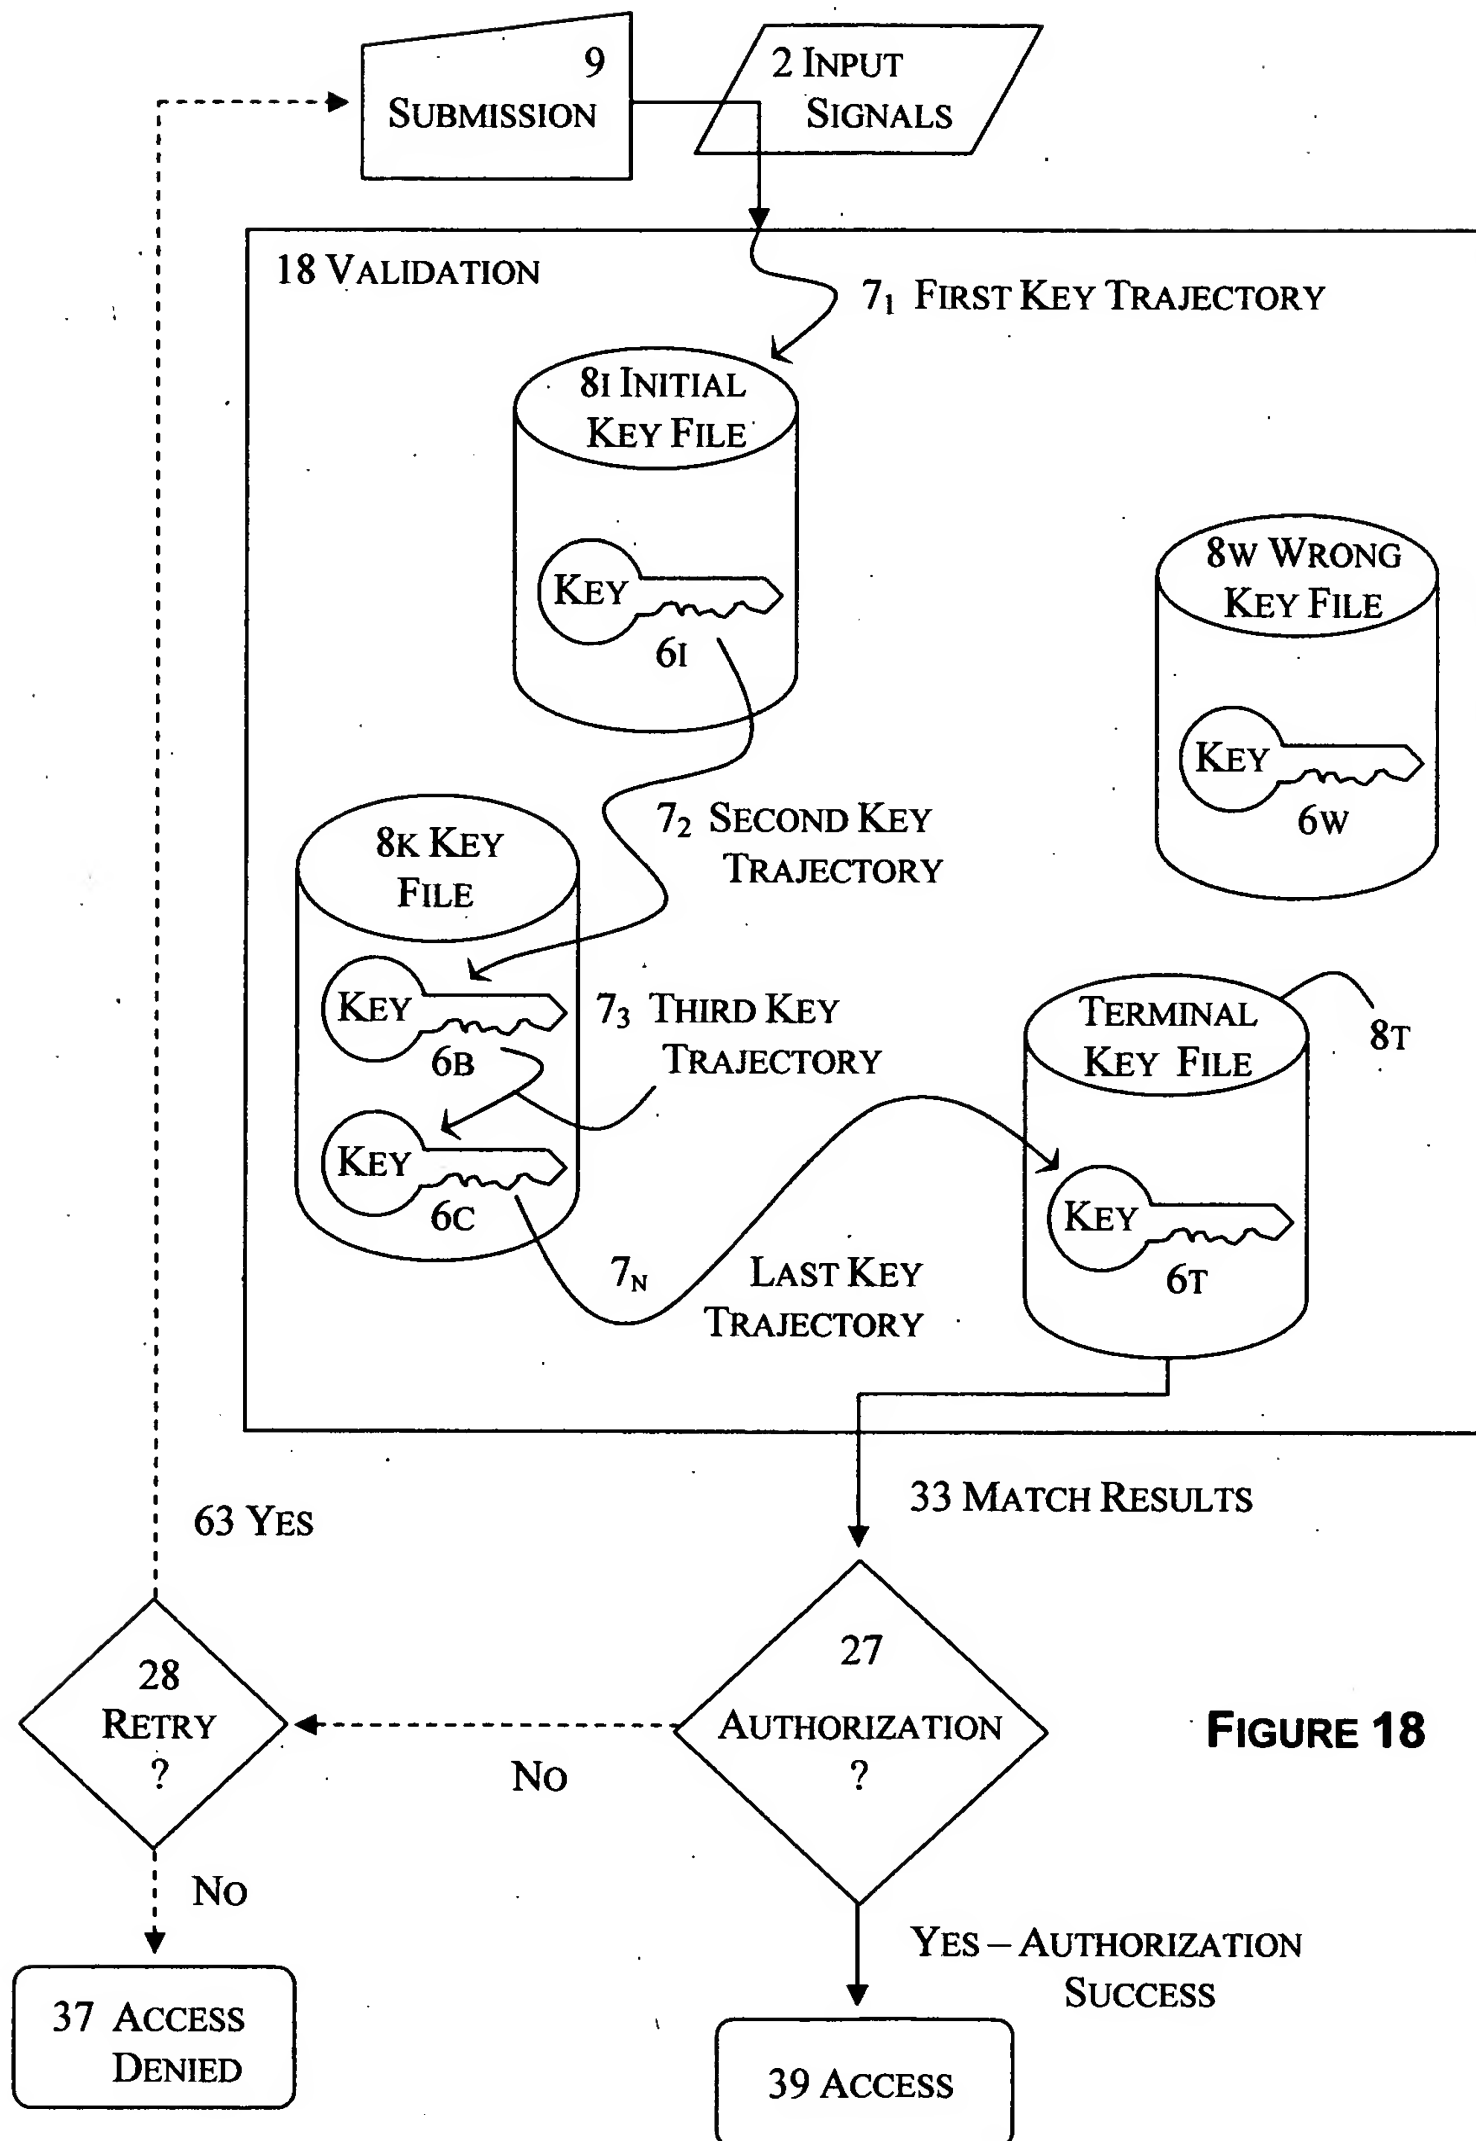 9
SUBMISSION
2 INPUT
SIGNALS
18 VALIDATION
7₁ FIRST KEY TRAJECTORY
8I INITIAL
KEY FILE
KEY
6I
8W WRONG
KEY FILE
KEY
6W
7₂ SECOND KEY
TRAJECTORY
8K KEY
FILE
KEY
6B
7₃ THIRD KEY
TRAJECTORY
KEY
6C
TERMINAL
KEY FILE
8T
KEY
6T
7N LAST KEY
TRAJECTORY
33 MATCH RESULTS
63 YES
27
AUTHORIZATION
?
28
RETRY
?
NO
FIGURE 18
NO
YES – AUTHORIZATION
SUCCESS
37 ACCESS
DENIED
39 ACCESS